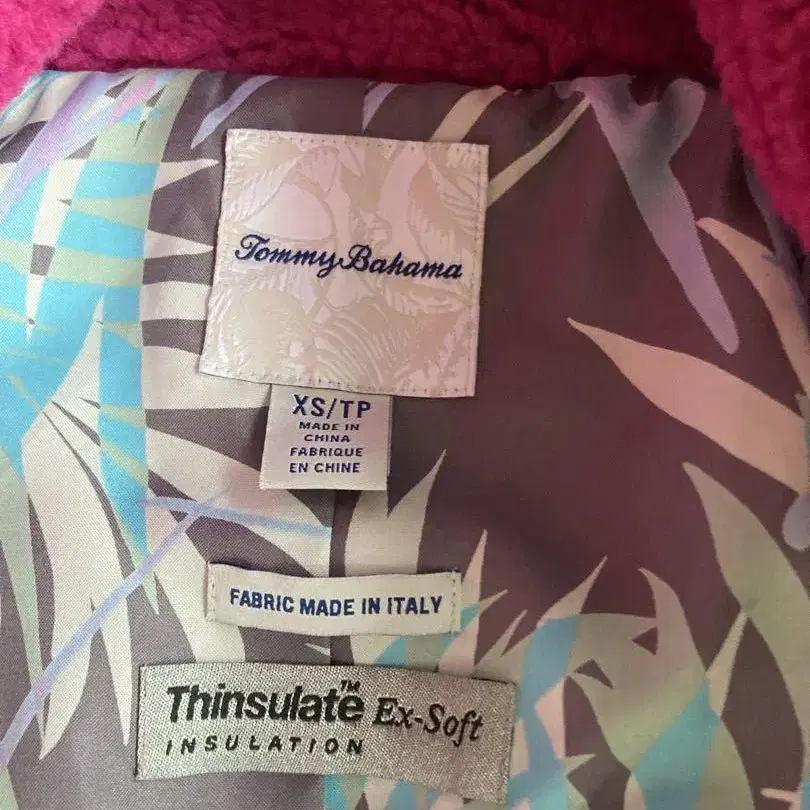 Tommy Bahama
XS/TP
MADE IN
CHINA
FABRIQUE
EN CHINE
FABRIC MADE IN ITALY
Thinsulate™ Ex-Soft
INSULATION